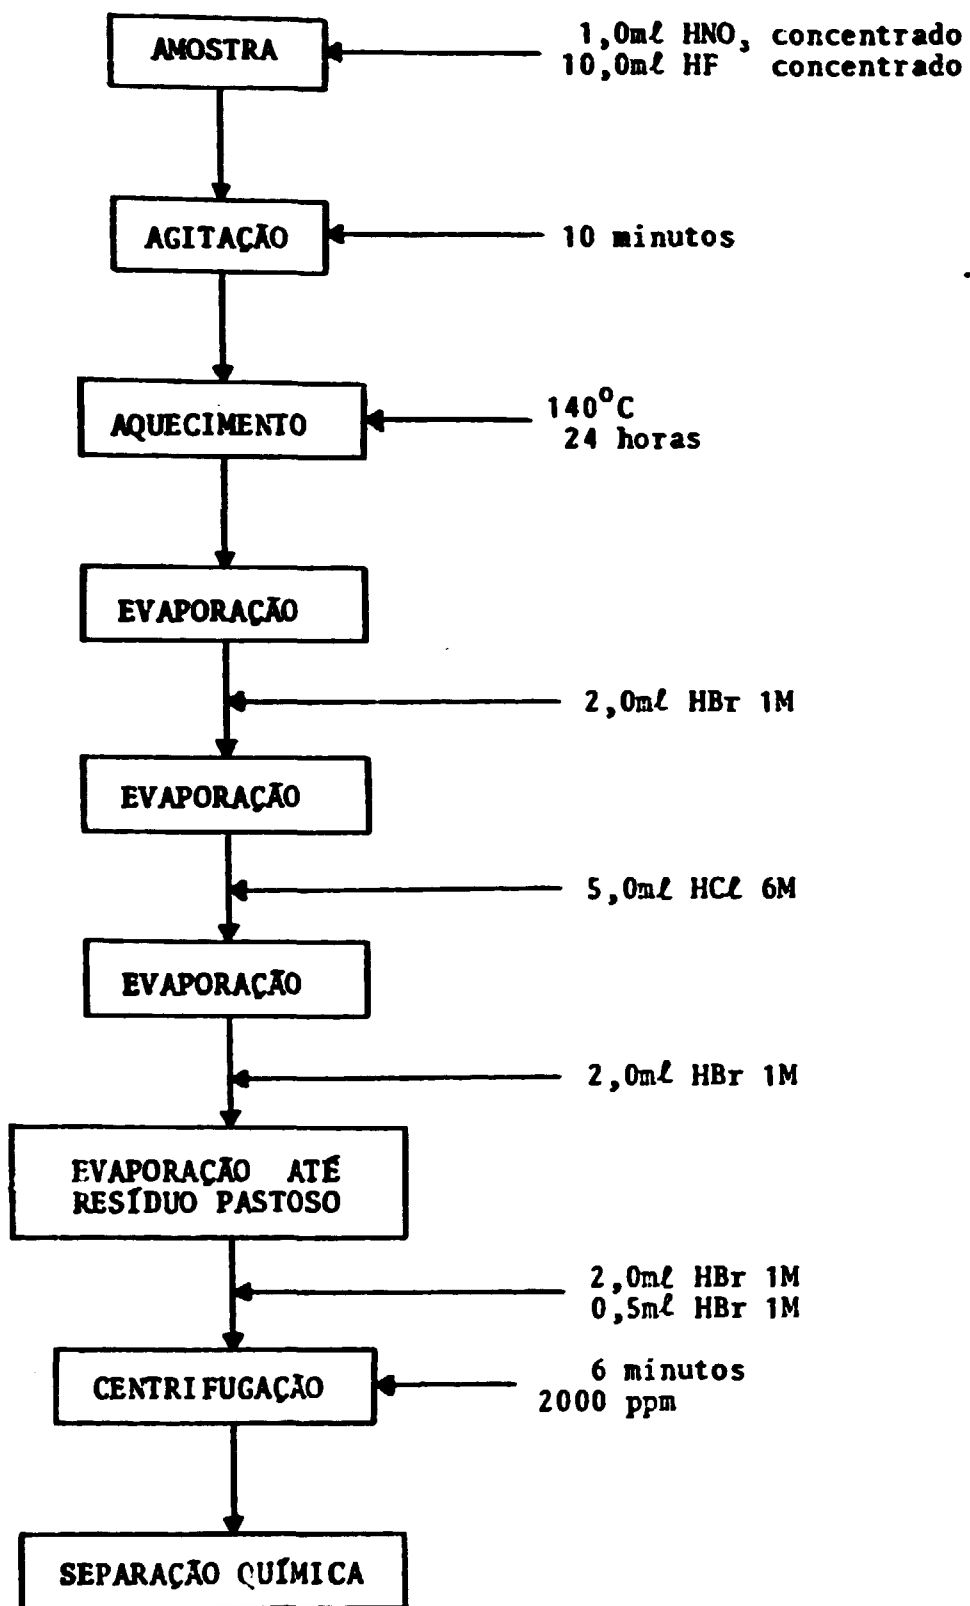 AMOSTRA
1,0mℓ HNO₃ concentrado
10,0mℓ HF concentrado
AGITAÇÃO
10 minutos
AQUECIMENTO
140°C
24 horas
EVAPORAÇÃO
2,0mℓ HBr 1M
EVAPORAÇÃO
5,0mℓ HCℓ 6M
EVAPORAÇÃO
2,0mℓ HBr 1M
EVAPORAÇÃO ATÉ
RESÍDUO PASTOSO
2,0mℓ HBr 1M
0,5mℓ HBr 1M
CENTRIFUGAÇÃO
6 minutos
2000 ppm
SEPARAÇÃO QUÍMICA